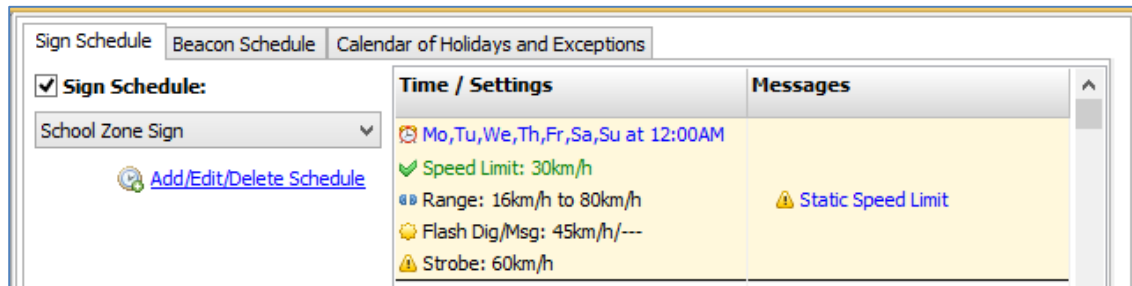 Sign Schedule Beacon Schedule Calendar of Holidays and Exceptions
Sign Schedule:
School Zone Sign
Add/Edit/Delete Schedule
Time / Settings Messages
Mo,Tu,We,Th,Fr,Sa,Su at 12:00AM
Speed Limit: 30km/h
Range: 16km/h to 80km/h
Static Speed Limit
Flash Dig/Msg: 45km/h/---
Strobe: 60km/h